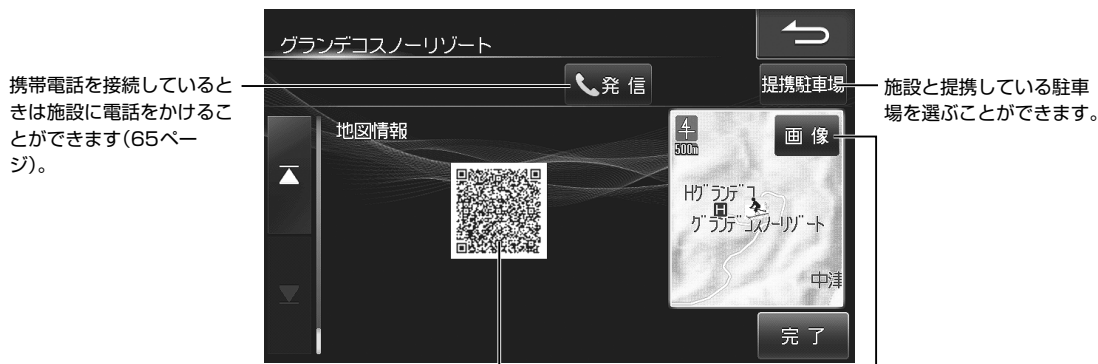 グランデコスノーリゾート
携帯電話を接続していると
きは施設に電話をかけるこ
とができます(65ペー
ジ)。
発信
提携駐車場
施設と提携している駐車
場を選ぶことができます。
地図情報
4
500m
画像
Hグランデコ
H
グランデコスノーリゾート
中津
完了